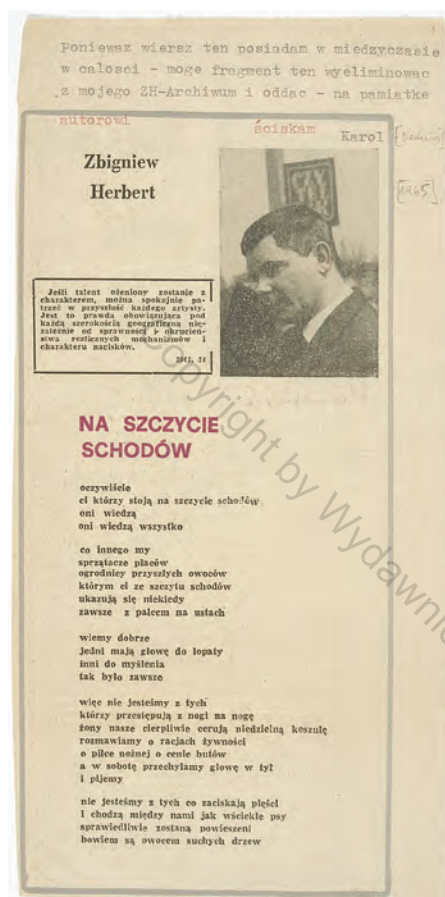 Poniewaz wiersz ten posiadam w miedzyczasie
w calosci - moge fragment ten wyeliminowac
z mojego ZH-Archiwum i oddac - na pamiatke
autorowi ściskam
Karol
[1965]
Zbigniew
Herbert
Jeśli talent ożeniony zostanie z
charakterem, można spokojnie pa-
trzeć w przyszłość każdego artysty.
Jest to prawda obowiązująca pod
każdą szerokością geograficzną nie-
zależnie od sprawności i okrucień-
stwa rozlicznych mechanizmów i
charakteru nacisków.
NA SZCZYCIE
SCHODÓW
oczywiście
ci którzy stoją na szczycie schodów
oni wiedzą
oni wiedzą wszystko
co innego my
sprzątacze placów
ogrodnicy przyszłych owoców
którym ci ze szczytu schodów
ukazują się niekiedy
zawsze z palcem na ustach
wiemy dobrze
jedni mają głowę do łopaty
inni do myślenia
tak było zawsze
więc nie jesteśmy z tych
którzy przestępują z nogi na nogę
żony nasze cierpliwie cerują niedzielną koszulę
rozmawiamy o racjach żywności
o piłce nożnej o cenie butów
a w sobotę przechylamy głowę w tył
i pijemy
nie jesteśmy z tych co zaciskają pięści
I chodzą między nami jak wściekłe psy
sprawiedliwie zostaną powieszeni
bowiem są owocem suchych drzew
Copyright by Wydawnic